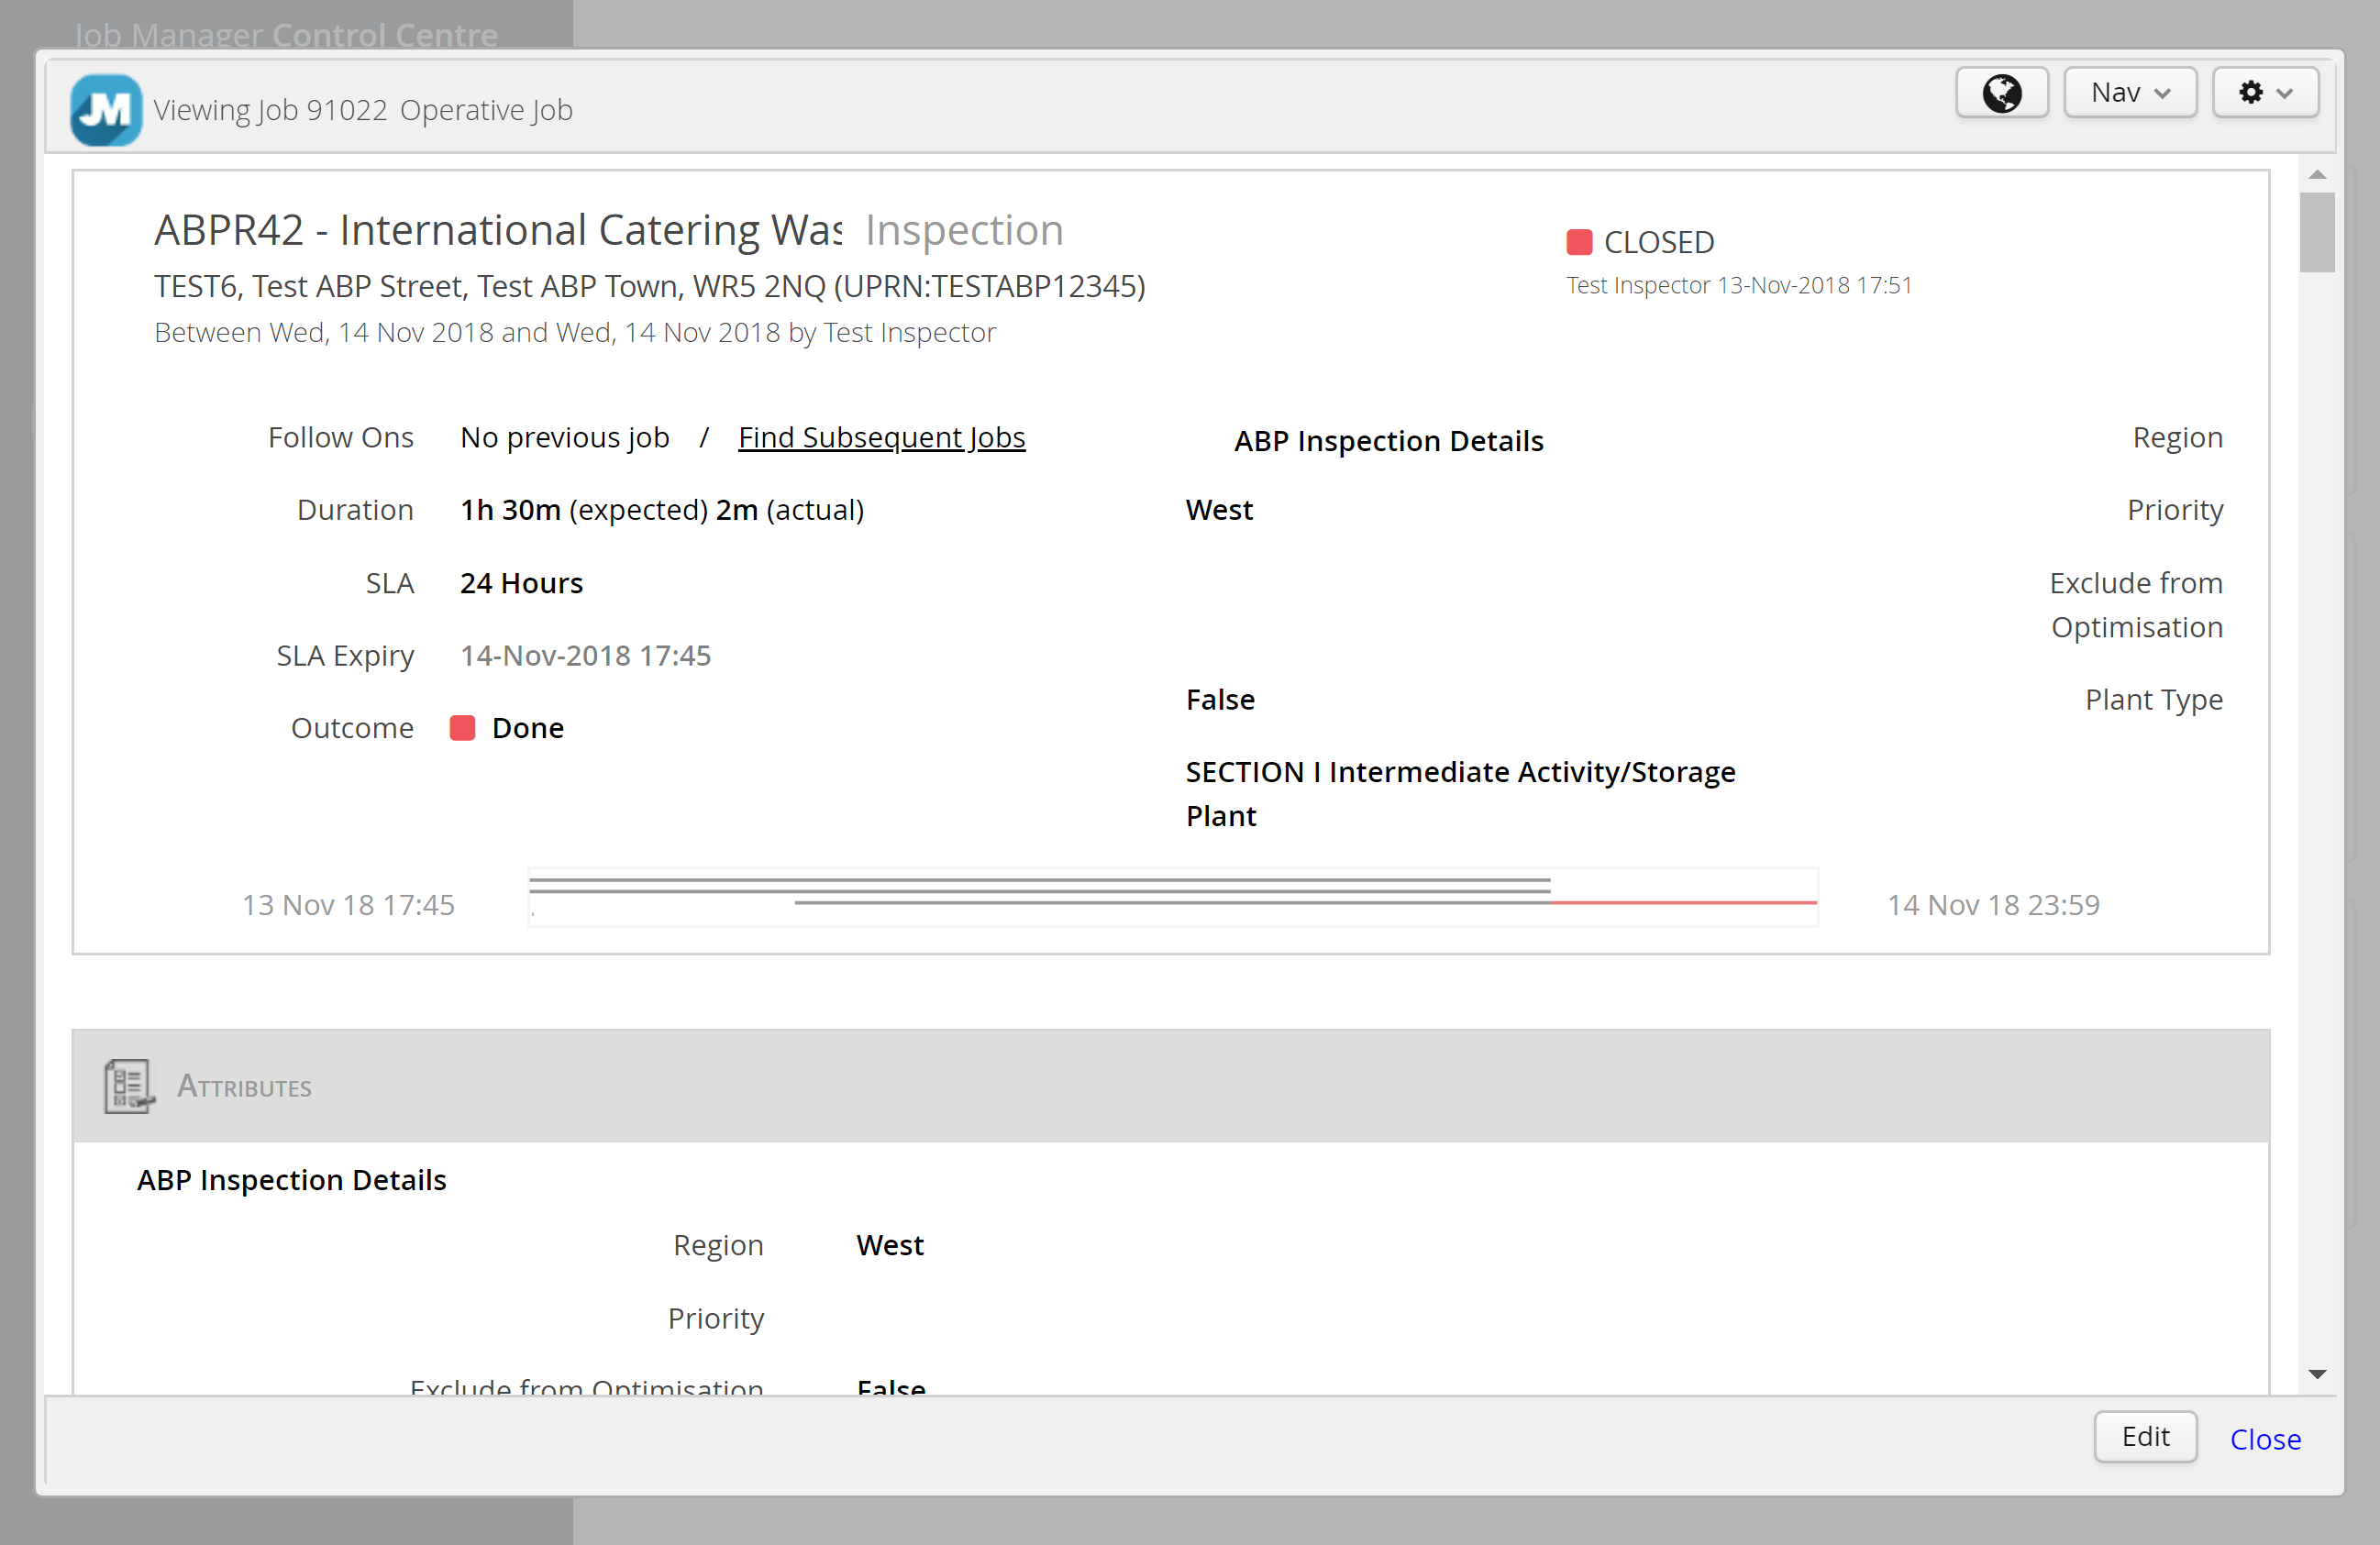 Job Manager Control Centre
JM
Viewing Job 91022 Operative Job
Nav
ABPR42 - International Catering Was Inspection
CLOSED
TEST6, Test ABP Street, Test ABP Town, WR5 2NQ (UPRN:TESTABP12345)
Test Inspector 13-Nov-2018 17:51
Between Wed, 14 Nov 2018 and Wed, 14 Nov 2018 by Test Inspector
Follow Ons No previous job / Find Subsequent Jobs
Duration 1h 30m (expected) 2m (actual)
SLA 24 Hours
SLA Expiry 14-Nov-2018 17:45
Outcome Done
ABP Inspection Details
Region
West
Priority
Exclude from
Optimisation
False
Plant Type
SECTION I Intermediate Activity/Storage
Plant
13 Nov 18 17:45
14 Nov 18 23:59
Attributes
ABP Inspection Details
Region West
Priority
Exclude from Optimisation False
Edit Close